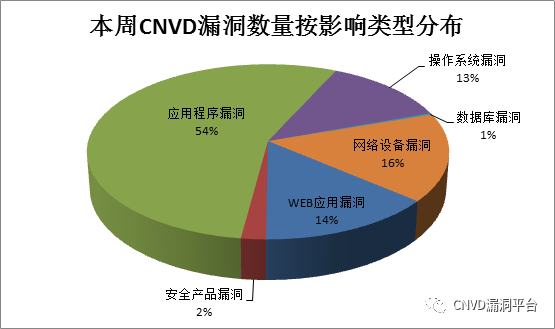 本周CNVD漏洞数量按影响类型分布
操作系统漏洞
13%
应用程序漏洞
54%
数据库漏洞
1%
网络设备漏洞
16%
WEB应用漏洞
14%
安全产品漏洞
2%
CNVD漏洞平台